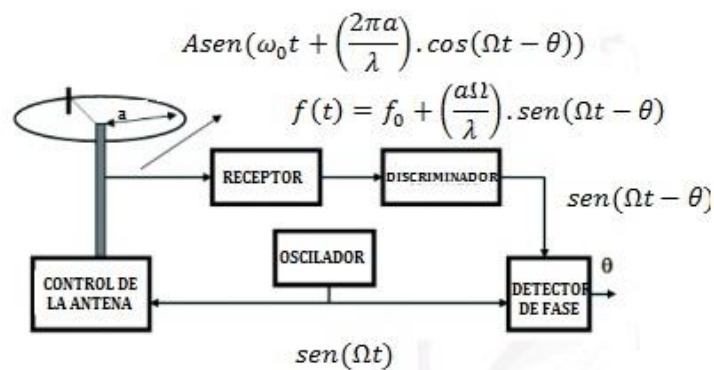 Asen(ω₀t + (2πa/λ).cos(Ωt − θ))
f(t) = f₀ + (aΩ/λ).sen(Ωt − θ)
a
RECEPTOR
DISCRIMINADOR
sen(Ωt − θ)
OSCILADOR
CONTROL DE
LA ANTENA
DETECTOR
DE FASE
θ
sen(Ωt)